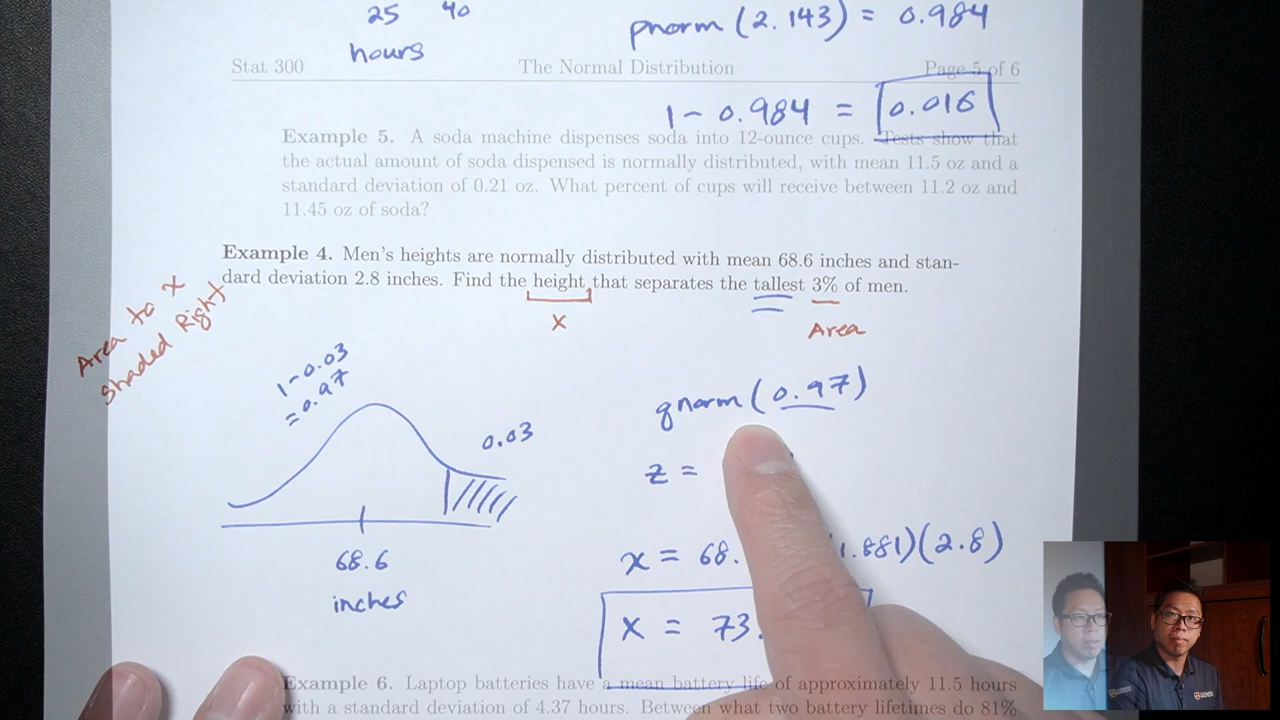 25 40
hours
pnorm (2.143) = 0.984
Stat 300 The Normal Distribution Page 5 of 6
1 - 0.984 = 0.016
Example 5. A soda machine dispenses soda into 12-ounce cups. Tests show that
the actual amount of soda dispensed is normally distributed, with mean 11.5 oz and a
standard deviation of 0.21 oz. What percent of cups will receive between 11.2 oz and
11.45 oz of soda?
Example 4. Men's heights are normally distributed with mean 68.6 inches and stan-
dard deviation 2.8 inches. Find the height that separates the tallest 3% of men.
x
Area
Area to x
shaded Right
1-0.03
=0.97
0.03
68.6
inches
qnorm (0.97)
z =
x = 68. 1.881)(2.8)
x = 73.
Example 6. Laptop batteries have a mean battery life of approximately 11.5 hours
with a standard deviation of 4.37 hours. Between what two battery lifetimes do 81%